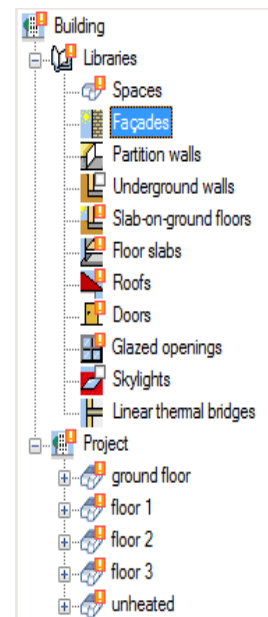 Building
Libraries
Spaces
Façades
Partition walls
Underground walls
Slab-on-ground floors
Floor slabs
Roofs
Doors
Glazed openings
Skylights
Linear thermal bridges
Project
ground floor
floor 1
floor 2
floor 3
unheated